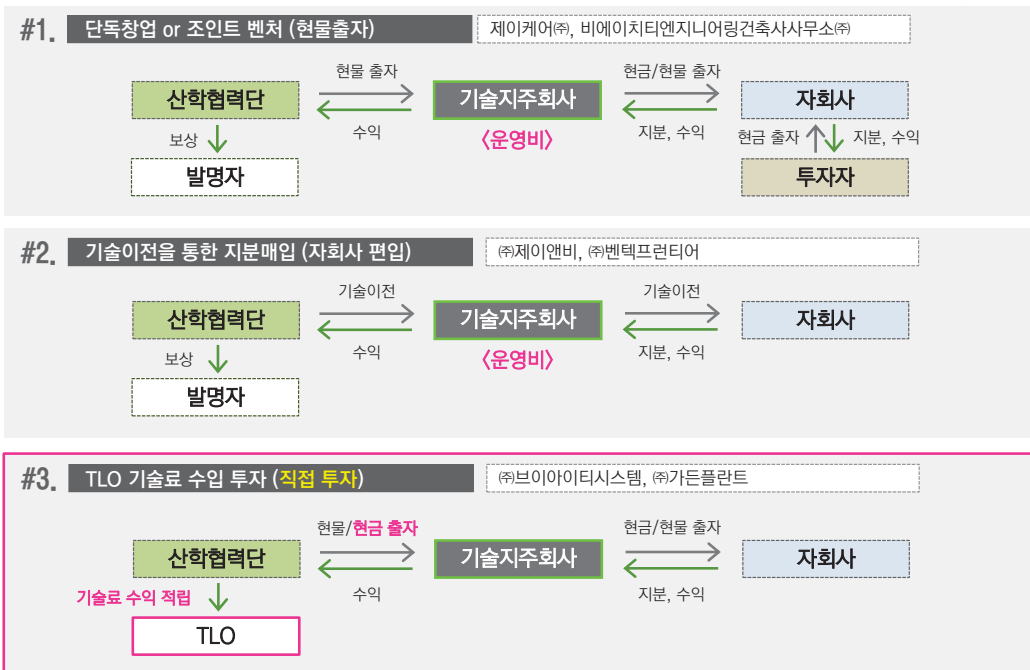 #1. 단독창업 or 조인트 벤처 (현물출자) 제이케어㈜, 비에이치티엔지니어링건축사사무소㈜
현물 출자 현금/현물 출자
산학협력단 기술지주회사 자회사
수익 지분, 수익
보상 〈운영비〉 현금 출자 지분, 수익
발명자 투자자
#2. 기술이전을 통한 지분매입 (자회사 편입) ㈜제이앤비, ㈜벤텍프런티어
기술이전 기술이전
산학협력단 기술지주회사 자회사
수익 지분, 수익
보상 〈운영비〉
발명자
#3. TLO 기술료 수입 투자 (직접 투자) ㈜브이아이티시스템, ㈜가든플란트
현물/현금 출자 현금/현물 출자
산학협력단 기술지주회사 자회사
기술료 수익 적립 수익 지분, 수익
TLO